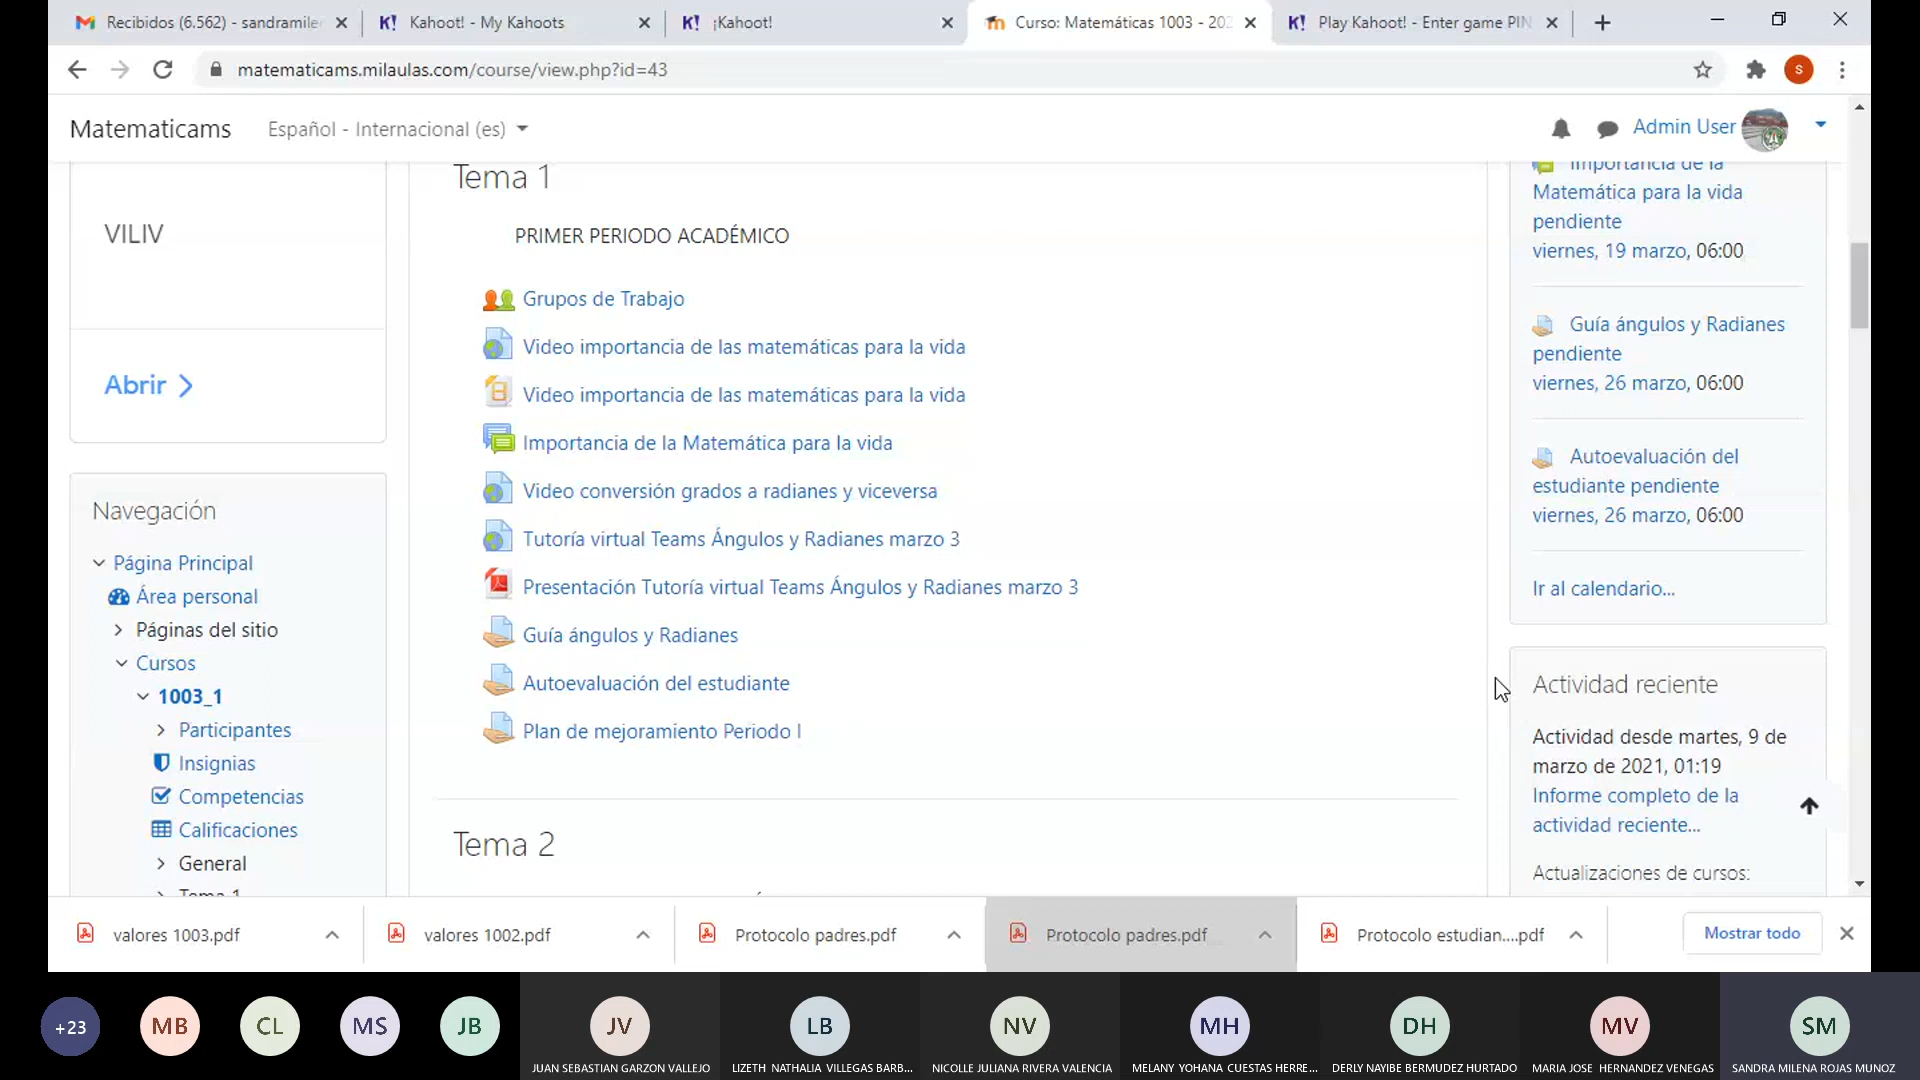 Recibidos (6.562) - sandramile
Kahoot! - My Kahoots
¡Kahoot!
Curso: Matemáticas 1003 - 202
Play Kahoot! - Enter game PIN
matematicams.milaulas.com/course/view.php?id=43
S
Matematicams
Español - Internacional (es)
Admin User
VILIV
Abrir
Navegación
Página Principal
Área personal
Páginas del sitio
Cursos
1003_1
Participantes
Insignias
Competencias
Calificaciones
General
Tema 1
Tema 1
PRIMER PERIODO ACADÉMICO
Grupos de Trabajo
Video importancia de las matemáticas para la vida
Video importancia de las matemáticas para la vida
Importancia de la Matemática para la vida
Video conversión grados a radianes y viceversa
Tutoría virtual Teams Ángulos y Radianes marzo 3
Presentación Tutoría virtual Teams Ángulos y Radianes marzo 3
Guía ángulos y Radianes
Autoevaluación del estudiante
Plan de mejoramiento Periodo I
Tema 2
Importancia de la
Matemática para la vida
pendiente
viernes, 19 marzo, 06:00
Guía ángulos y Radianes
pendiente
viernes, 26 marzo, 06:00
Autoevaluación del
estudiante pendiente
viernes, 26 marzo, 06:00
Ir al calendario...
Actividad reciente
Actividad desde martes, 9 de
marzo de 2021, 01:19
Informe completo de la
actividad reciente...
Actualizaciones de cursos:
valores 1003.pdf
valores 1002.pdf
Protocolo padres.pdf
Protocolo padres.pdf
Protocolo estudian....pdf
Mostrar todo
+23
MB
CL
MS
JB
JV
LB
NV
MH
DH
MV
SM
JUAN SEBASTIAN GARZON VALLEJO
LIZETH NATHALIA VILLEGAS BARB...
NICOLLE JULIANA RIVERA VALENCIA
MELANY YOHANA CUESTAS HERRE...
DERLY NAYIBE BERMUDEZ HURTADO
MARIA JOSE HERNANDEZ VENEGAS
SANDRA MILENA ROJAS MUNOZ